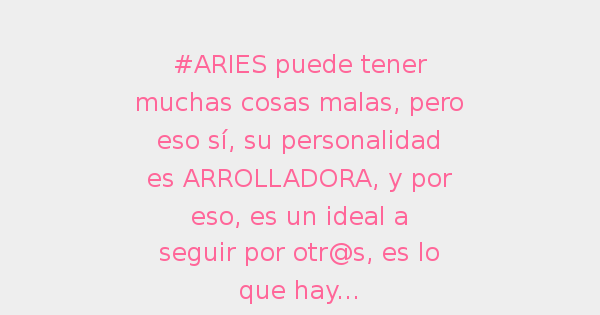 #ARIES puede tener
muchas cosas malas, pero
eso sí, su personalidad
es ARROLLADORA, y por
eso, es un ideal a
seguir por otr@s, es lo
que hay...